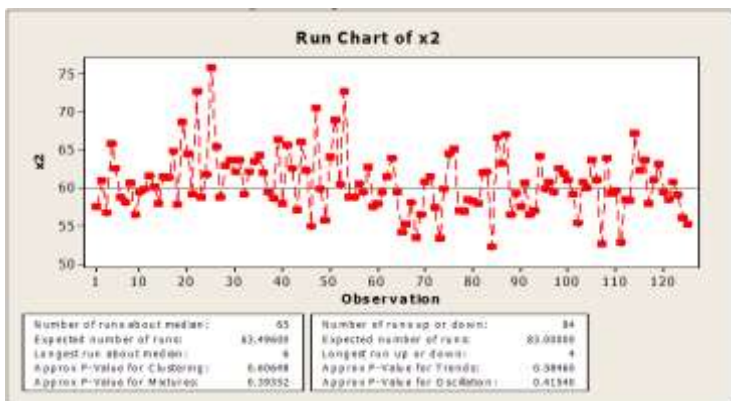 Run Chart of x2
x2
75
70
65
60
55
50
1 10 20 30 40 50 60 70 80 90 100 110 120
Observation
Number of runs about median: 65
Expected number of runs: 63.49600
Longest run about median: 6
Approx P-Value for Clustering: 0.60648
Approx P-Value for Mixtures: 0.39352
Number of runs up or down: 84
Expected number of runs: 83.00000
Longest run up or down: 4
Approx P-Value for Trends: 0.58460
Approx P-Value for Oscillation: 0.41540